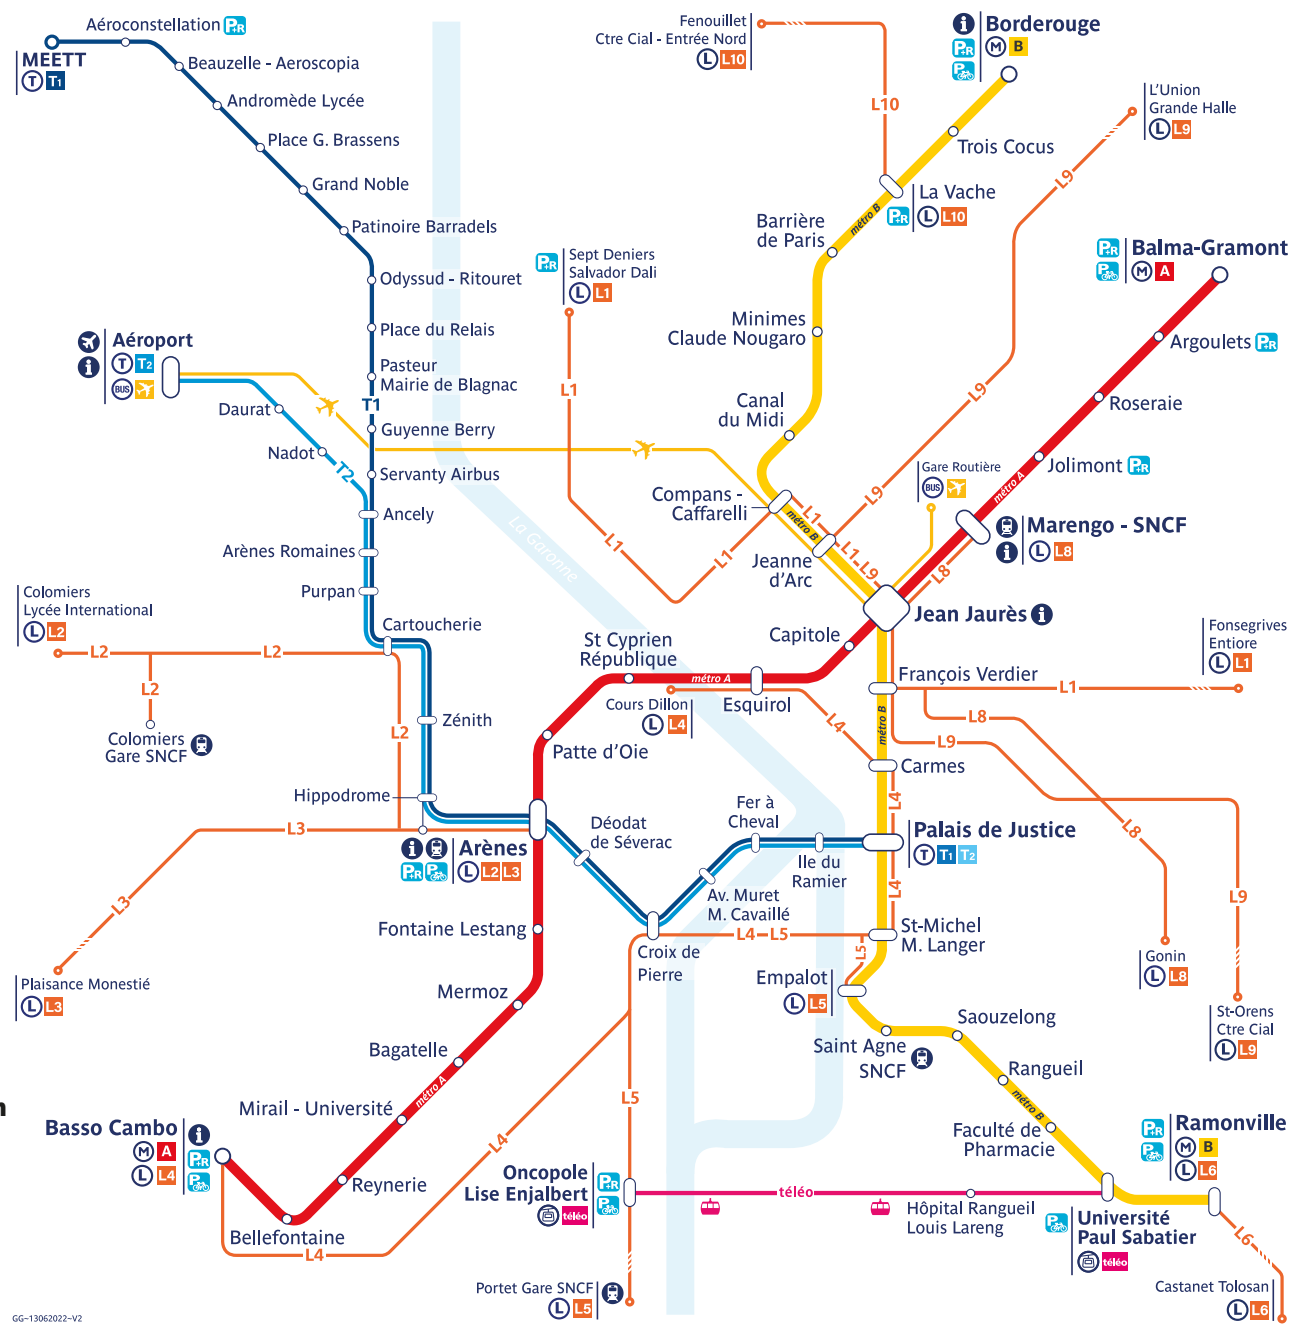 Aéroconstellation P+R
MEETT
T T1
Beauzelle - Aeroscopia
Andromède Lycée
Place G. Brassens
Grand Noble
Patinoire Barradels
Odyssud - Ritouret
Place du Relais
Pasteur
Mairie de Blagnac
T1
Guyenne Berry
Servanty Airbus
Ancely
Arènes Romaines
Purpan
Cartoucherie
Zénith
Hippodrome
i Aéroport
T T2
BUS
Daurat
Nadot
T2
Fenouillet
Ctre Cial - Entrée Nord
L L10
L10
i Borderouge
P+R M B
P
Trois Cocus
La Vache
P+R L L10
métro B
Barrière
de Paris
Minimes
Claude Nougaro
Canal
du Midi
Compans -
Caffarelli
métro B
Jeanne
d'Arc
L'Union
Grande Halle
L L9
L9
L9
L9
L9
Sept Deniers
Salvador Dali
P+R L L1
L1
L1
L1
L1
L1
La Garonne
P+R Balma-Gramont
P M A
Argoulets P+R
Roseraie
Jolimont P+R
métro A
Gare Routière
BUS
Marengo - SNCF
i L L8
L8
Jean Jaurès i
Capitole
Colomiers
Lycée International
L L2
L2
L2
L2
L2
Colomiers
Gare SNCF
St Cyprien
République
métro A
Cours Dillon
L L4
Esquirol
L4
Patte d'Oie
François Verdier
métro B
Carmes
L4
L4
Fonsegrives
Entiore
L L1
L1
L8
L9
L8
L9
Fer à
Cheval
Déodat
de Séverac
Ile du
Ramier
Av. Muret
M. Cavaillé
Croix de
Pierre
Palais de Justice
T T1 T2
L3
i Arènes
P+R P L L2 L3
L3
Plaisance Monestié
L L3
Fontaine Lestang
Mermoz
Bagatelle
métro A
Mirail - Université
Reynerie
Bellefontaine
Basso Cambo i
M A P+R
L L4 P
L4
L4
L4
L5
L5
L5
St-Michel
M. Langer
Empalot
L L5
Saint Agne
SNCF
Saouzelong
Rangueil
métro B
Faculté de
Pharmacie
Gonin
L L8
St-Orens
Ctre Cial
L L9
P+R Ramonville
P M B
L L6
Oncopole P+R
Lise Enjalbert P
téléo
téléo
Hôpital Rangueil
Louis Lareng
P Université
Paul Sabatier
téléo
L6
Portet Gare SNCF
L L5
Castanet Tolosan
L L6
GG-13062022-V2